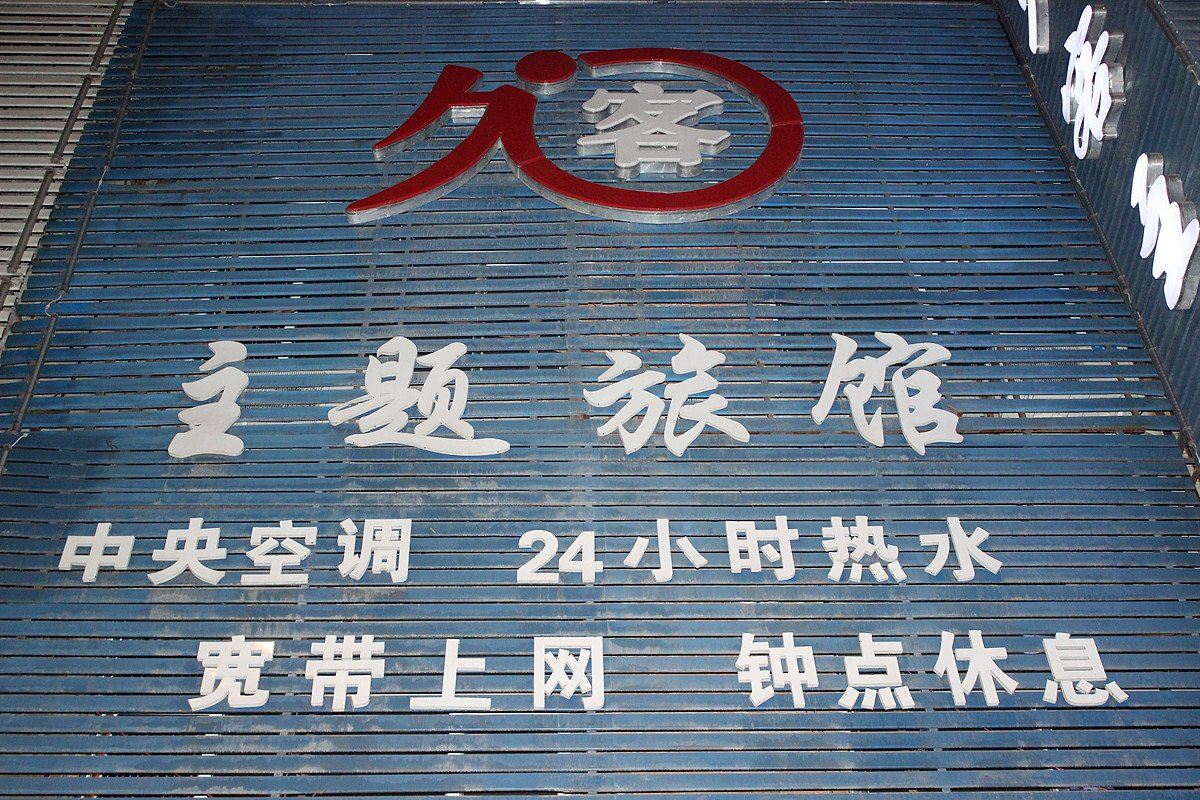 久客
主题旅馆
中央空调 24小时热水
宽带上网 钟点休息